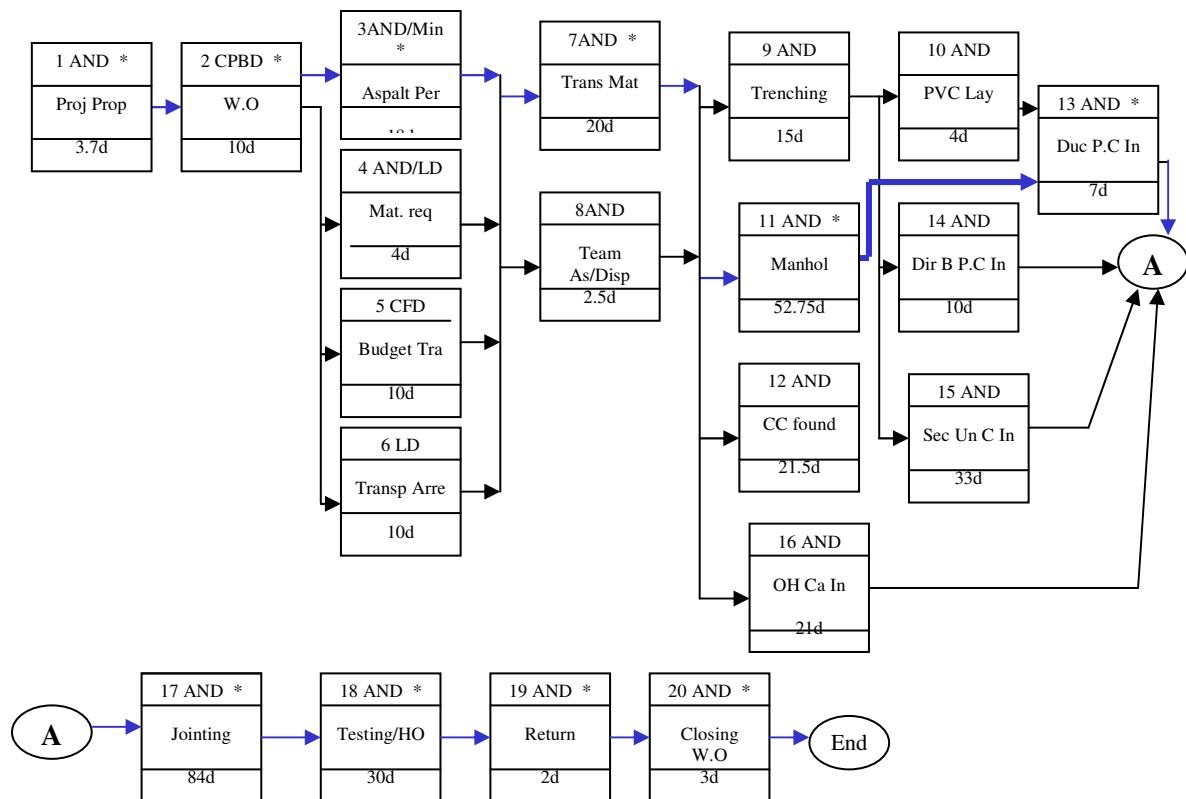 1 AND *
Proj Prop
3.7d
2 CPBD *
W.O
10d
3AND/Min
*
Aspalt Per
4 AND/LD
Mat. req
4d
5 CFD
Budget Tra
10d
6 LD
Transp Arre
10d
7AND *
Trans Mat
20d
8AND
Team
As/Disp
2.5d
9 AND
Trenching
15d
10 AND
PVC Lay
4d
11 AND *
Manhol
52.75d
12 AND
CC found
21.5d
13 AND *
Duc P.C In
7d
14 AND
Dir B P.C In
10d
15 AND
Sec Un C In
33d
16 AND
OH Ca In
21d
A
A
17 AND *
Jointing
84d
18 AND *
Testing/HO
30d
19 AND *
Return
2d
20 AND *
Closing
W.O
3d
End